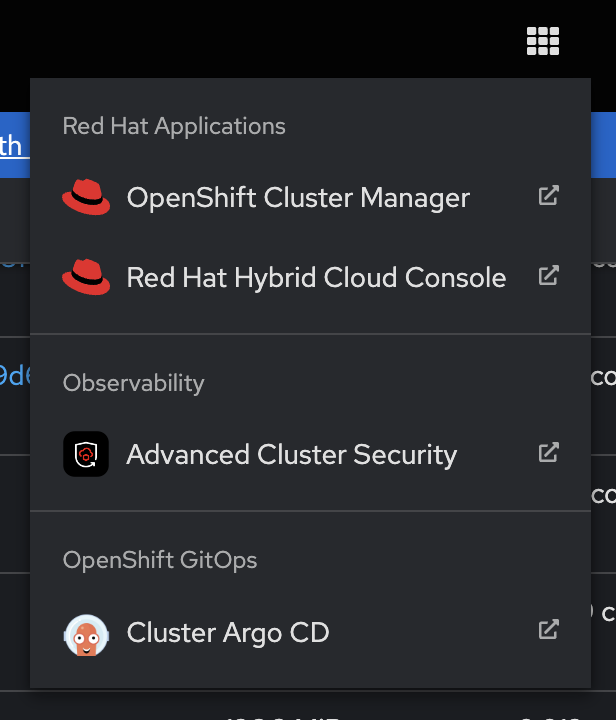 Red Hat Applications
th
OpenShift Cluster Manager
Red Hat Hybrid Cloud Console
Observability
9d6
co
Advanced Cluster Security
co
OpenShift GitOps
Cluster Argo CD